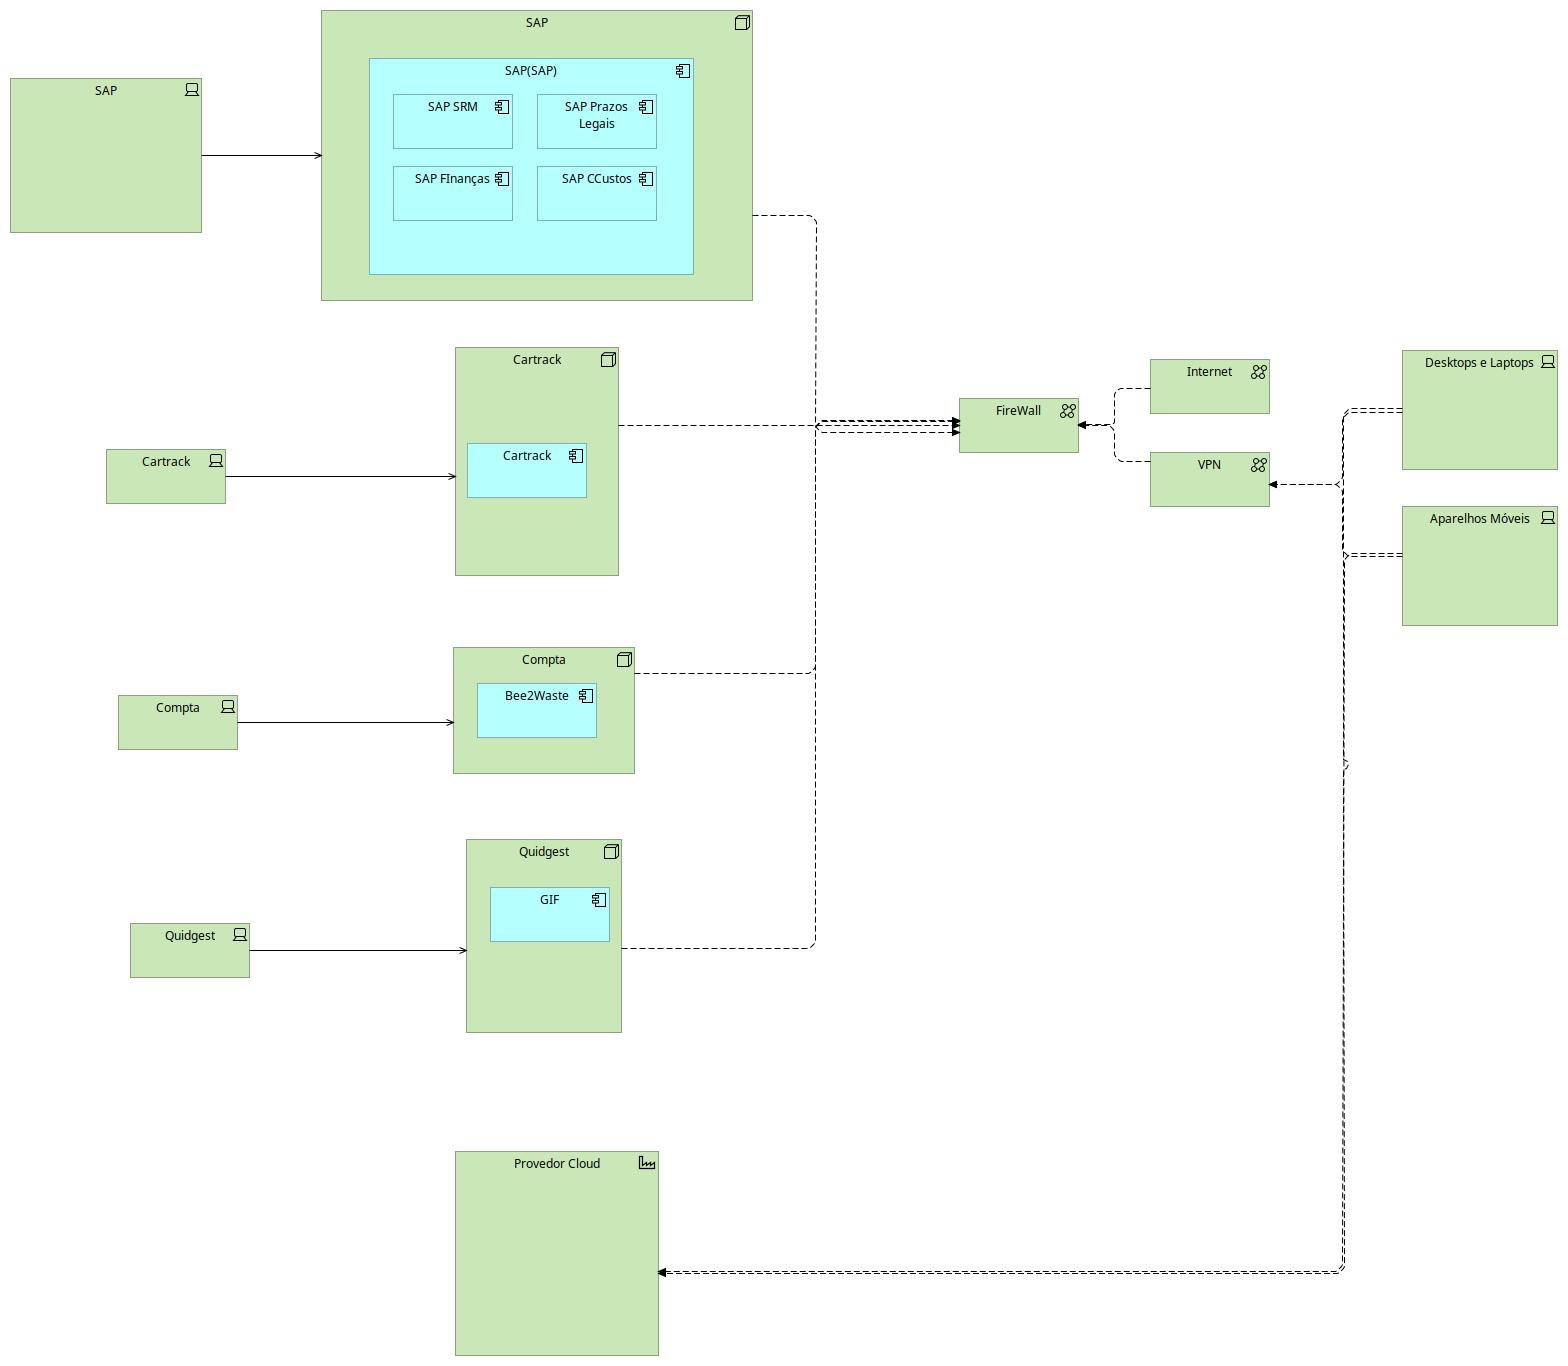 SAP
SAP
SAP(SAP)
SAP SRM
SAP Prazos
Legais
SAP FInanças
SAP CCustos
Cartrack
Cartrack
Cartrack
FireWall
Internet
VPN
Desktops e Laptops
Aparelhos Móveis
Compta
Compta
Bee2Waste
Quidgest
Quidgest
GIF
Provedor Cloud